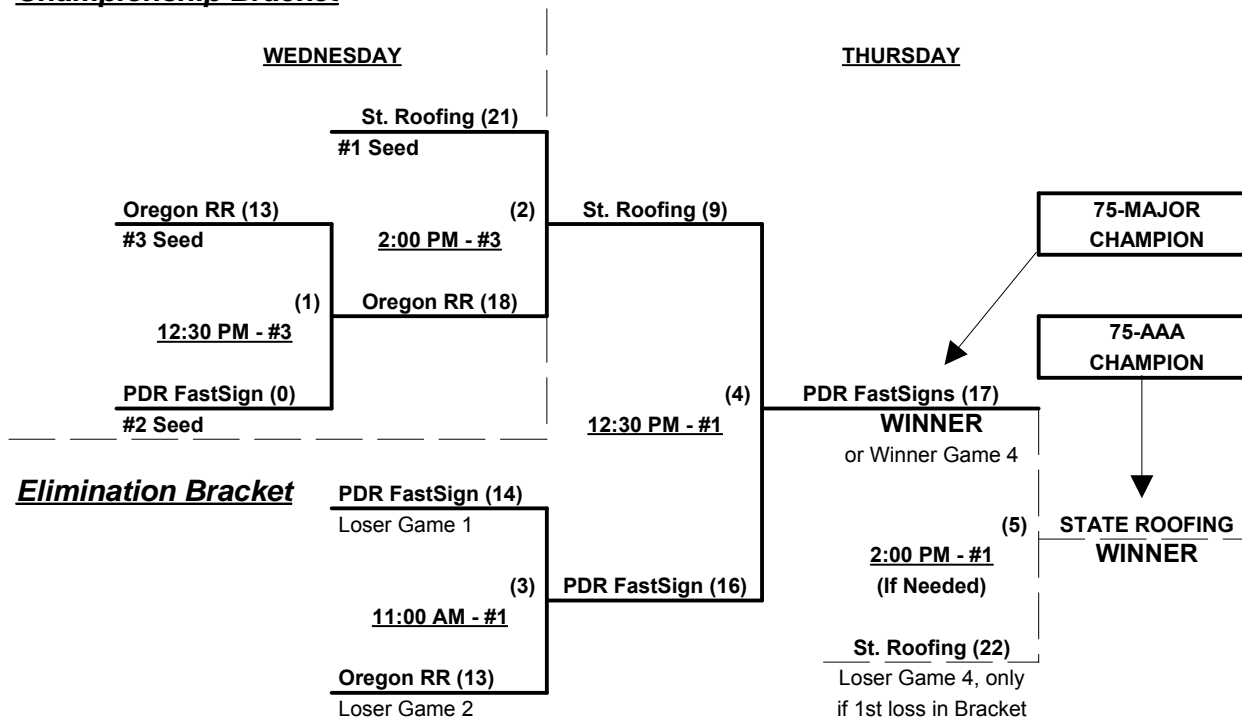 Championship Bracket
WEDNESDAY
THURSDAY
St. Roofing (21)
#1 Seed
Oregon RR (13)
#3 Seed
(2)
2:00 PM - #3
St. Roofing (9)
75-MAJOR
CHAMPION
(1)
12:30 PM - #3
Oregon RR (18)
75-AAA
CHAMPION
PDR FastSign (0)
#2 Seed
(4)
12:30 PM - #1
PDR FastSigns (17)
WINNER
or Winner Game 4
Elimination Bracket
PDR FastSign (14)
Loser Game 1
(5)
2:00 PM - #1
(If Needed)
STATE ROOFING
WINNER
(3)
11:00 AM - #1
PDR FastSign (16)
St. Roofing (22)
Loser Game 4, only
if 1st loss in Bracket
Oregon RR (13)
Loser Game 2